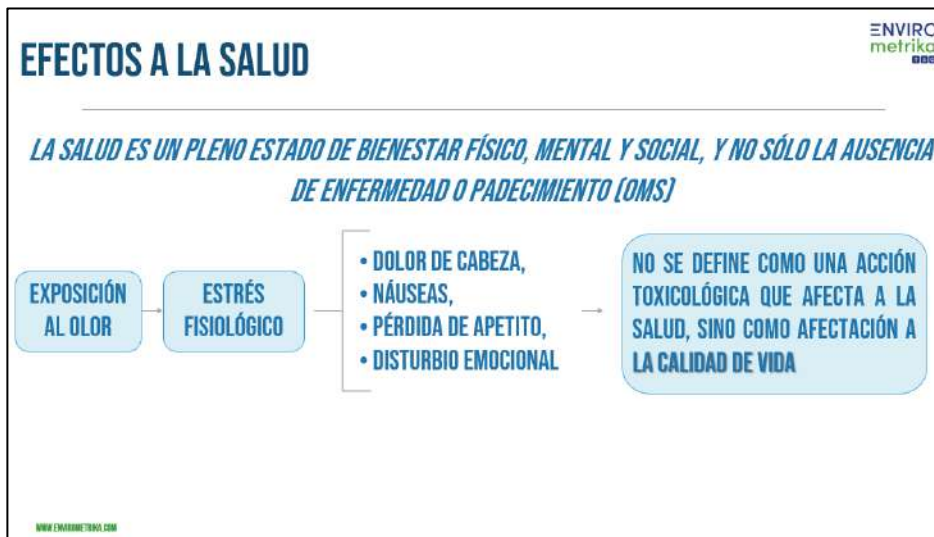 ENVIRO
metrika
EFECTOS A LA SALUD
LA SALUD ES UN PLENO ESTADO DE BIENESTAR FÍSICO, MENTAL Y SOCIAL, Y NO SÓLO LA AUSENCIA
DE ENFERMEDAD O PADECIMIENTO (OMS)
EXPOSICIÓN
AL OLOR
ESTRÉS
FISIOLÓGICO
• DOLOR DE CABEZA,
• NÁUSEAS,
• PÉRDIDA DE APETITO,
• DISTURBIO EMOCIONAL
NO SE DEFINE COMO UNA ACCIÓN
TOXICOLÓGICA QUE AFECTA A LA
SALUD, SINO COMO AFECTACIÓN A
LA CALIDAD DE VIDA
WWW.ENVIROMETRIKA.COM